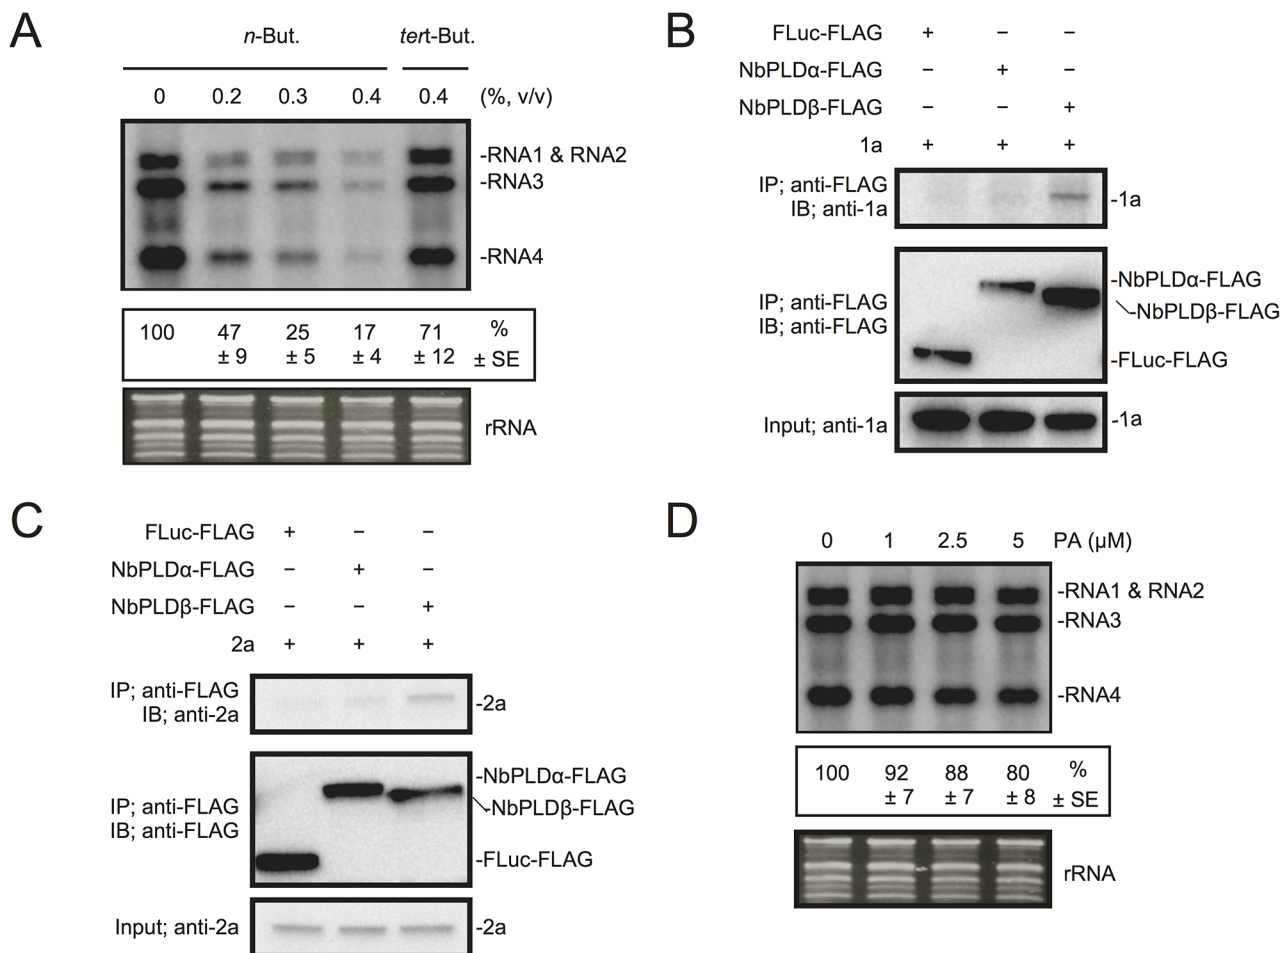 A
n-But. tert-But.
0 0.2 0.3 0.4 0.4 (%, v/v)
-RNA1 & RNA2
-RNA3
-RNA4
100 47 25 17 71 %
± 9 ± 5 ± 4 ± 12 ± SE
rRNA
B
FLuc-FLAG + – –
NbPLDα-FLAG – + –
NbPLDβ-FLAG – – +
1a + + +
IP; anti-FLAG
IB; anti-1a
-1a
IP; anti-FLAG
IB; anti-FLAG
-NbPLDα-FLAG
-NbPLDβ-FLAG
-FLuc-FLAG
Input; anti-1a
-1a
C
FLuc-FLAG + – –
NbPLDα-FLAG – + –
NbPLDβ-FLAG – – +
2a + + +
IP; anti-FLAG
IB; anti-2a
-2a
IP; anti-FLAG
IB; anti-FLAG
-NbPLDα-FLAG
-NbPLDβ-FLAG
-FLuc-FLAG
Input; anti-2a
-2a
D
0 1 2.5 5 PA (µM)
-RNA1 & RNA2
-RNA3
-RNA4
100 92 88 80 %
± 7 ± 7 ± 8 ± SE
rRNA